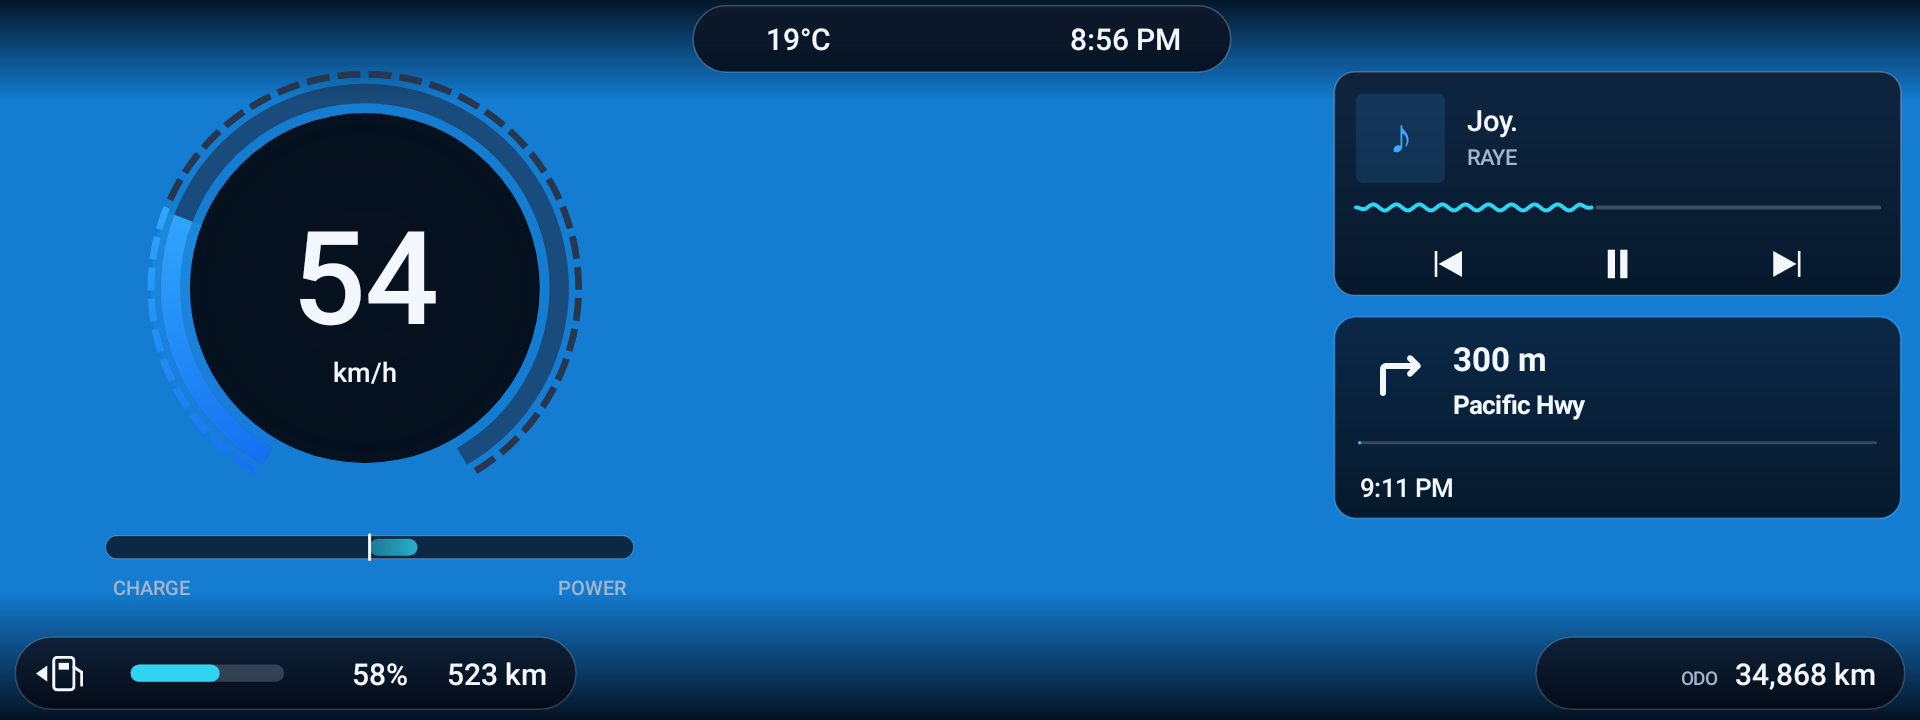 19°C
8:56 PM
54
km/h
CHARGE
POWER
58%
523 km
Joy.
RAYE
300 m
Pacific Hwy
9:11 PM
ODO 34,868 km